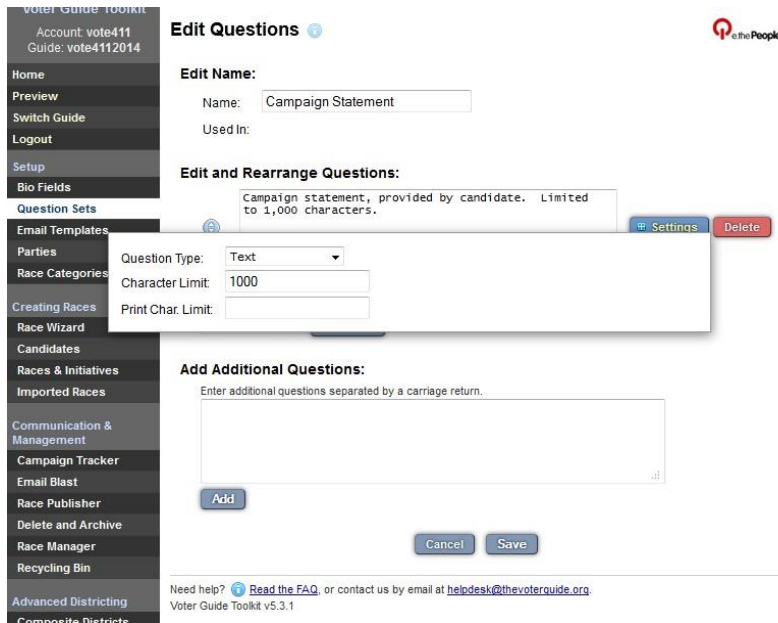 Voter Guide Toolkit
Account: vote411
Guide: vote4112014
Home
Preview
Switch Guide
Logout
Setup
Bio Fields
Question Sets
Email Templates
Parties
Race Categories
Creating Races
Race Wizard
Candidates
Races & Initiatives
Imported Races
Communication &
Management
Campaign Tracker
Email Blast
Race Publisher
Delete and Archive
Race Manager
Recycling Bin
Advanced Districting
Composite Districts
Edit Questions
e.thePeople
Edit Name:
Name: Campaign Statement
Used In:
Edit and Rearrange Questions:
Campaign statement, provided by candidate. Limited
to 1,000 characters.
Settings Delete
Question Type: Text
Character Limit: 1000
Print Char. Limit:
Add Additional Questions:
Enter additional questions separated by a carriage return.
Add
Cancel Save
Need help? Read the FAQ, or contact us by email at helpdesk@thevoterguide.org.
Voter Guide Toolkit v5.3.1